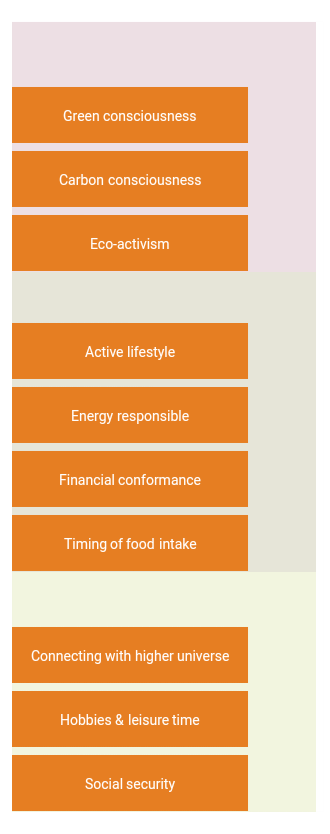 Green consciousness
Carbon consciousness
Eco-activism
Active lifestyle
Energy responsible
Financial conformance
Timing of food intake
Connecting with higher universe
Hobbies & leisure time
Social security